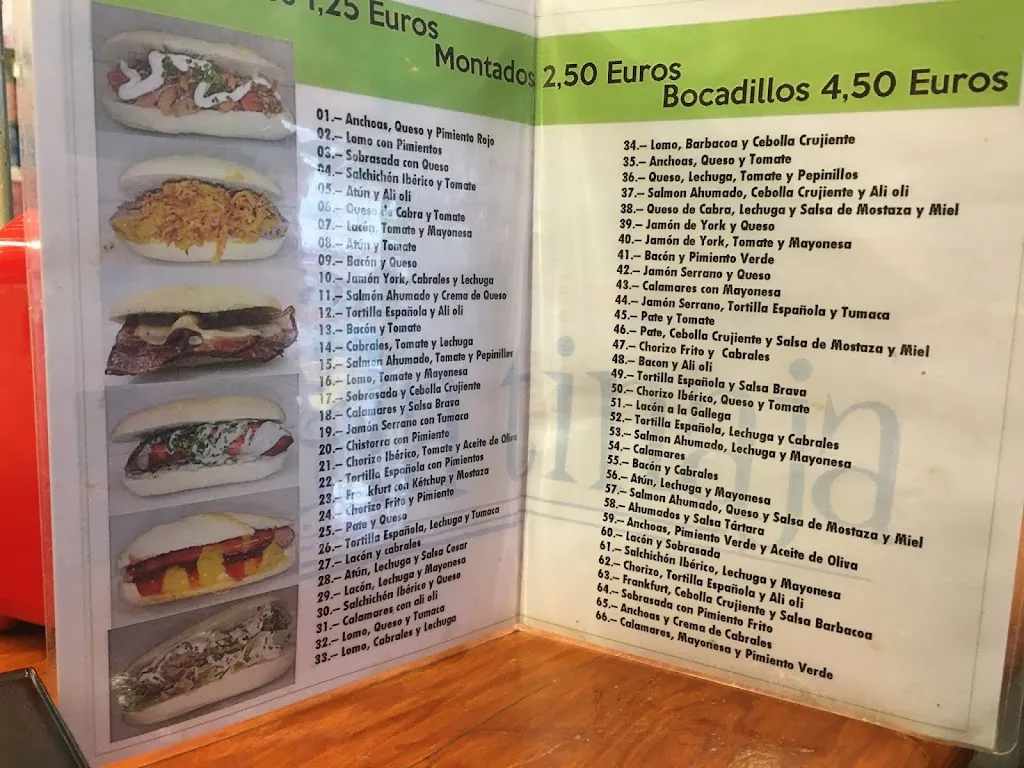 1,25 Euros
Montados 2,50 Euros
Bocadillos 4,50 Euros
01.– Anchoas, Queso y Pimiento Rojo
02.– Lomo con Pimientos
03.– Sobrasada con Queso
04.– Salchichón Ibérico y Tomate
05.– Atún y Ali oli
06.– Queso de Cabra y Tomate
07.– Lacón, Tomate y Mayonesa
08.– Atún y Tomate
09.– Bacón y Queso
10.– Jamón York, Cabrales y Lechuga
11.– Salmón Ahumado y Crema de Queso
12.– Tortilla Española y Ali oli
13.– Bacón y Tomate
14.– Cabrales, Tomate y Lechuga
15.– Salmon Ahumado, Tomate y Pepinillos
16.– Lomo, Tomate y Mayonesa
17.– Sobrasada y Cebolla Crujiente
18.– Calamares y Salsa Brava
19.– Jamón Serrano con Tumaca
20.– Chistorra con Pimiento
21.– Chorizo Ibérico, Tomate y Aceite de Oliva
22.– Tortilla Española con Pimientos
23.– Frankfurt con Kétchup y Mostaza
24.– Chorizo Frito y Pimiento
25.– Pate y Queso
26.– Tortilla Española, Lechuga y Tumaca
27.– Lacón y cabrales
28.– Atún, Lechuga y Salsa Cesar
29.– Lacón, Lechuga y Mayonesa
30.– Salchichón Ibérico y Queso
31.– Calamares con ali oli
32.– Lomo, Queso y Tumaca
33.– Lomo, Cabrales y Lechuga
34.– Lomo, Barbacoa y Cebolla Crujiente
35.– Anchoas, Queso y Tomate
36.– Queso, Lechuga, Tomate y Pepinillos
37.– Salmon Ahumado, Cebolla Crujiente y Ali oli
38.– Queso de Cabra, Lechuga y Salsa de Mostaza y Miel
39.– Jamón de York y Queso
40.– Jamón de York, Tomate y Mayonesa
41.– Bacón y Pimiento Verde
42.– Jamón Serrano y Queso
43.– Calamares con Mayonesa
44.– Jamón Serrano, Tortilla Española y Tumaca
45.– Pate y Tomate
46.– Pate, Cebolla Crujiente y Salsa de Mostaza y Miel
47.– Chorizo Frito y Cabrales
48.– Bacon y Ali oli
49.– Tortilla Española y Salsa Brava
50.– Chorizo Ibérico, Queso y Tomate
51.– Lacón a la Gallega
52.– Tortilla Española, Lechuga y Cabrales
53.– Salmon Ahumado, Lechuga y Mayonesa
54.– Calamares
55.– Bacón y Cabrales
56.– Atún, Lechuga y Mayonesa
57.– Salmon Ahumado, Queso y Salsa de Mostaza y Miel
58.– Ahumados y Salsa Tártara
59.– Anchoas, Pimiento Verde y Aceite de Oliva
60.– Lacón y Sobrasada
61.– Salchichón Ibérico, Lechuga y Mayonesa
62.– Chorizo, Tortilla Española y Ali oli
63.– Frankfurt, Cebolla Crujiente y Salsa Barbacoa
64.– Sobrasada con Pimiento Frito
65.– Anchoas y Crema de Cabrales
66.– Calamares, Mayonesa y Pimiento Verde